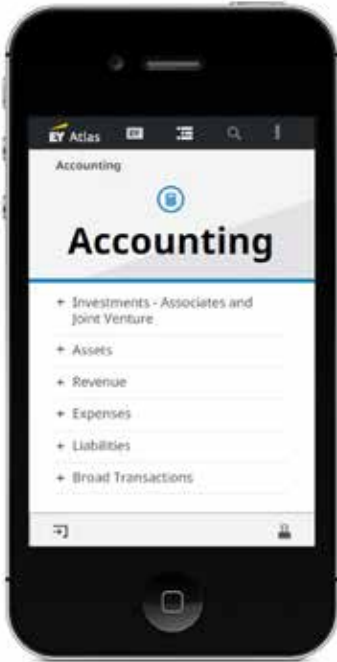 EY Atlas
Accounting
Accounting
+ Investments - Associates and
Joint Venture
+ Assets
+ Revenue
+ Expenses
+ Liabilities
+ Broad Transactions